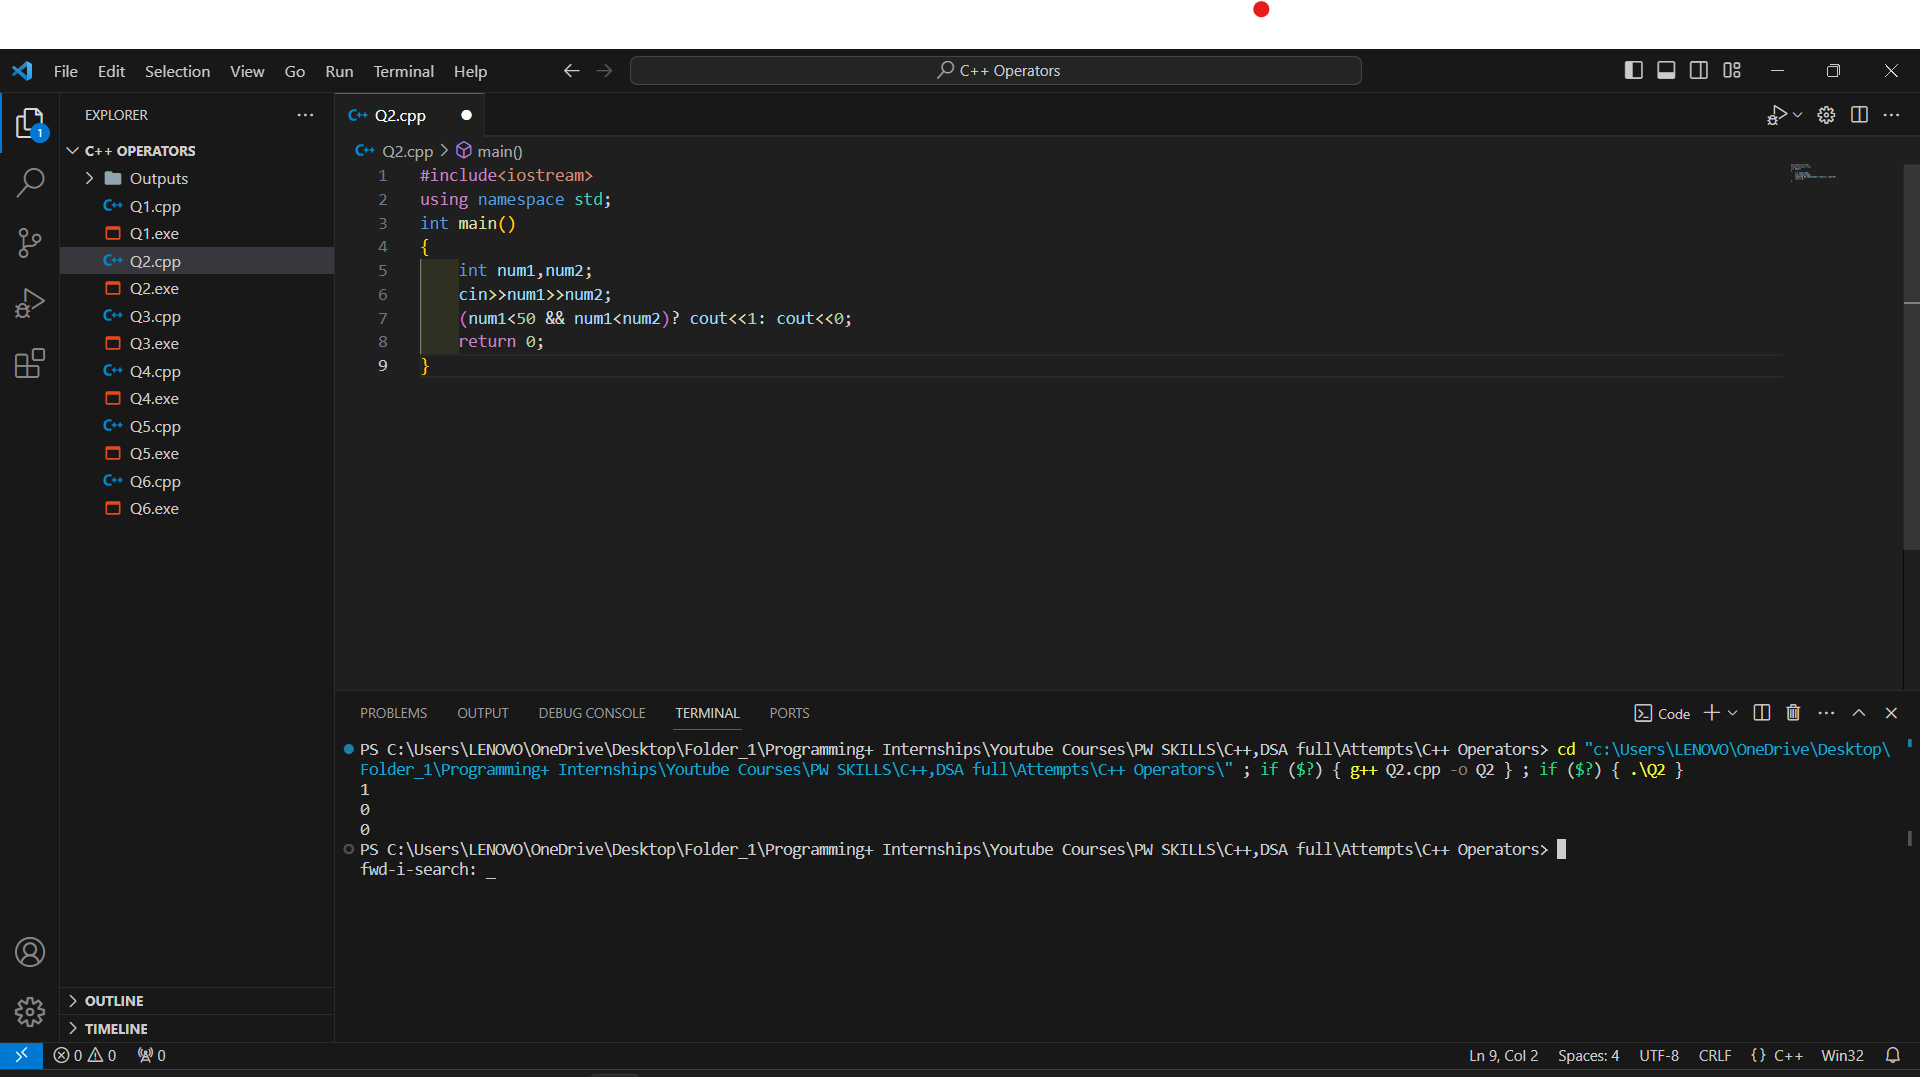 File Edit Selection View Go Run Terminal Help
C++ Operators
EXPLORER
C++ OPERATORS
Outputs
Q1.cpp
Q1.exe
Q2.cpp
Q2.exe
Q3.cpp
Q3.exe
Q4.cpp
Q4.exe
Q5.cpp
Q5.exe
Q6.cpp
Q6.exe
OUTLINE
TIMELINE
1
C++ Q2.cpp
C++ Q2.cpp > main()
1 #include<iostream>
2 using namespace std;
3 int main()
4 {
5 int num1,num2;
6 cin>>num1>>num2;
7 (num1<50 && num1<num2)? cout<<1: cout<<0;
8 return 0;
9 }
PROBLEMS OUTPUT DEBUG CONSOLE TERMINAL PORTS
Code
PS C:\Users\LENOVO\OneDrive\Desktop\Folder_1\Programming+ Internships\Youtube Courses\PW SKILLS\C++,DSA full\Attempts\C++ Operators> cd "c:\Users\LENOVO\OneDrive\Desktop\
Folder_1\Programming+ Internships\Youtube Courses\PW SKILLS\C++,DSA full\Attempts\C++ Operators\" ; if ($?) { g++ Q2.cpp -o Q2 } ; if ($?) { .\Q2 }
1
0
0
PS C:\Users\LENOVO\OneDrive\Desktop\Folder_1\Programming+ Internships\Youtube Courses\PW SKILLS\C++,DSA full\Attempts\C++ Operators>
fwd-i-search: _
0 0 0
Ln 9, Col 2 Spaces: 4 UTF-8 CRLF {} C++ Win32